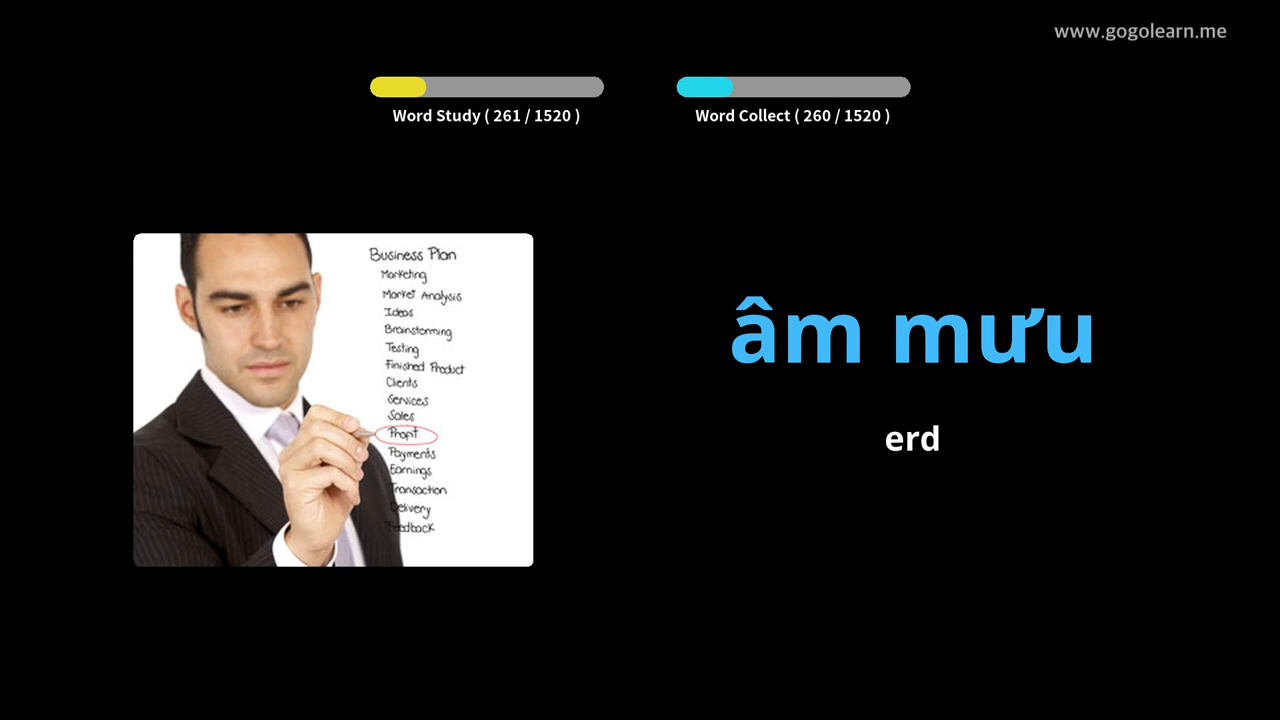 www.gogolearn.me
Word Study ( 261 / 1520 )
Word Collect ( 260 / 1520 )
Business Plan
Marketing
Market Analysis
Ideas
Brainstorming
Testing
Finished Product
Clients
Services
Sales
Profit
Payments
Earnings
Transaction
Delivery
Feedback
âm mưu
erd